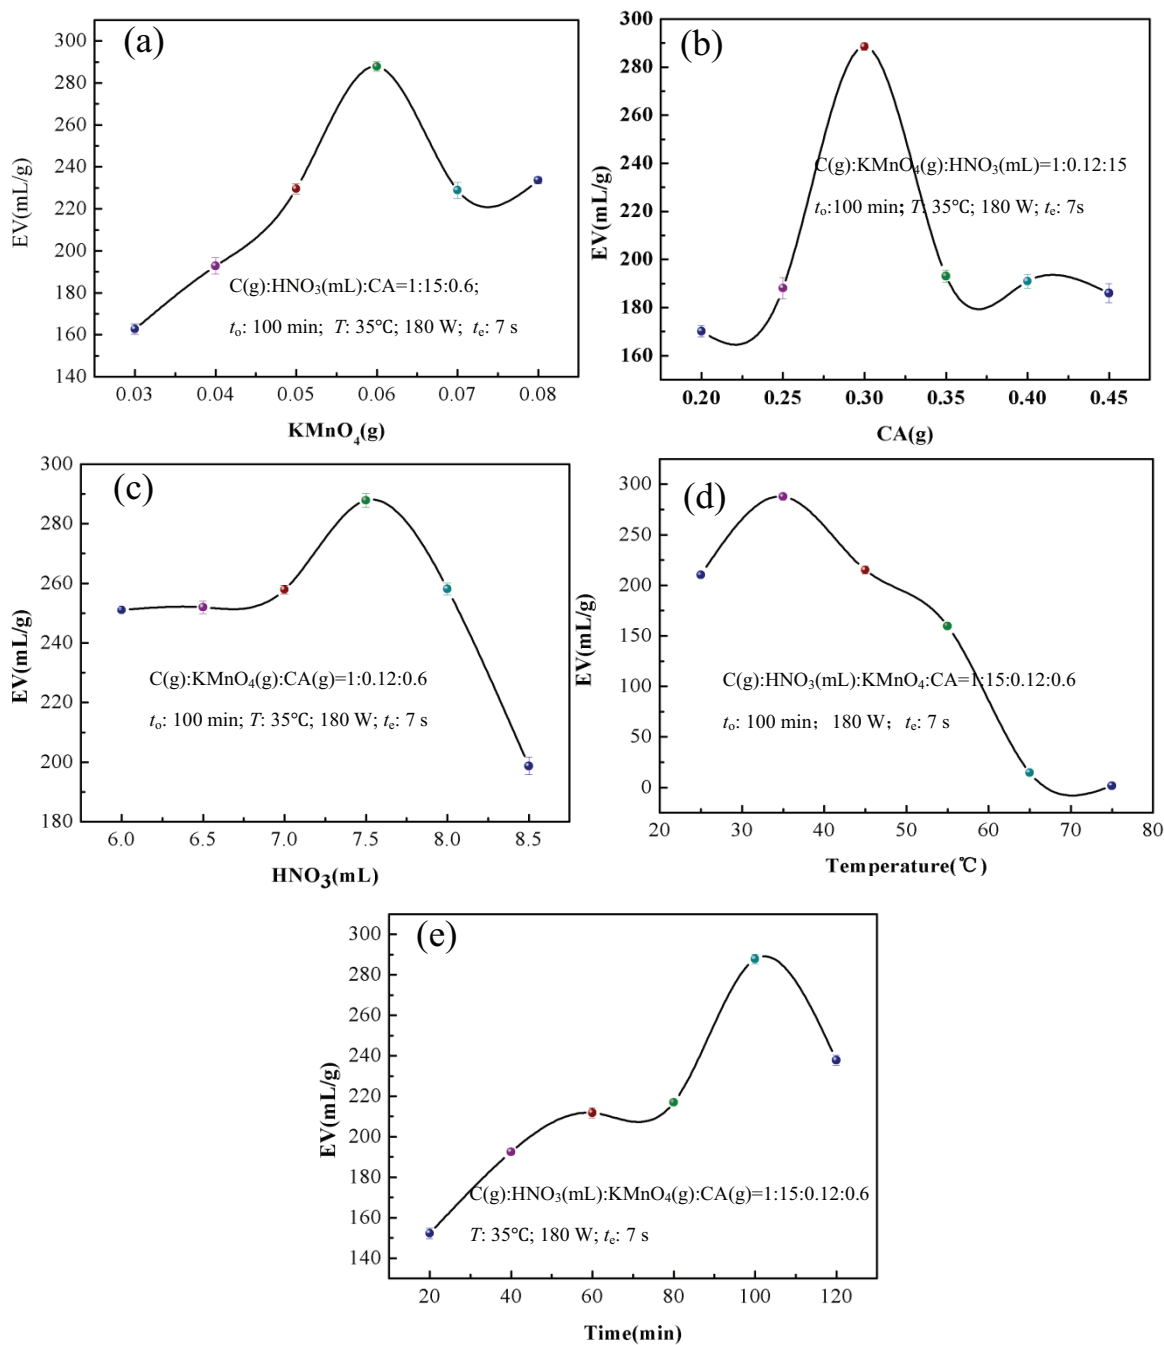 (a)
300
280
260
240
220
200
180
160
140
EV(mL/g)
C(g):HNO₃(mL):CA=1:15:0.6;
tₒ: 100 min; T: 35℃; 180 W; tₑ: 7 s
0.03 0.04 0.05 0.06 0.07 0.08
KMnO₄(g)
(b)
300
280
260
240
220
200
180
160
EV(mL/g)
C(g):KMnO₄(g):HNO₃(mL)=1:0.12:15
tₒ:100 min; T: 35℃; 180 W; tₑ: 7s
0.20 0.25 0.30 0.35 0.40 0.45
CA(g)
(c)
300
280
260
240
220
200
180
EV(mL/g)
C(g):KMnO₄(g):CA(g)=1:0.12:0.6
tₒ: 100 min; T: 35℃; 180 W; tₑ: 7 s
6.0 6.5 7.0 7.5 8.0 8.5
HNO₃(mL)
(d)
300
250
200
150
100
50
0
EV(mL/g)
C(g):HNO₃(mL):KMnO₄:CA=1:15:0.12:0.6
tₒ: 100 min; 180 W; tₑ: 7 s
20 30 40 50 60 70 80
Temperature(℃)
(e)
300
280
260
240
220
200
180
160
140
EV(mL/g)
C(g):HNO₃(mL):KMnO₄(g):CA(g)=1:15:0.12:0.6
T: 35℃; 180 W; tₑ: 7 s
20 40 60 80 100 120
Time(min)